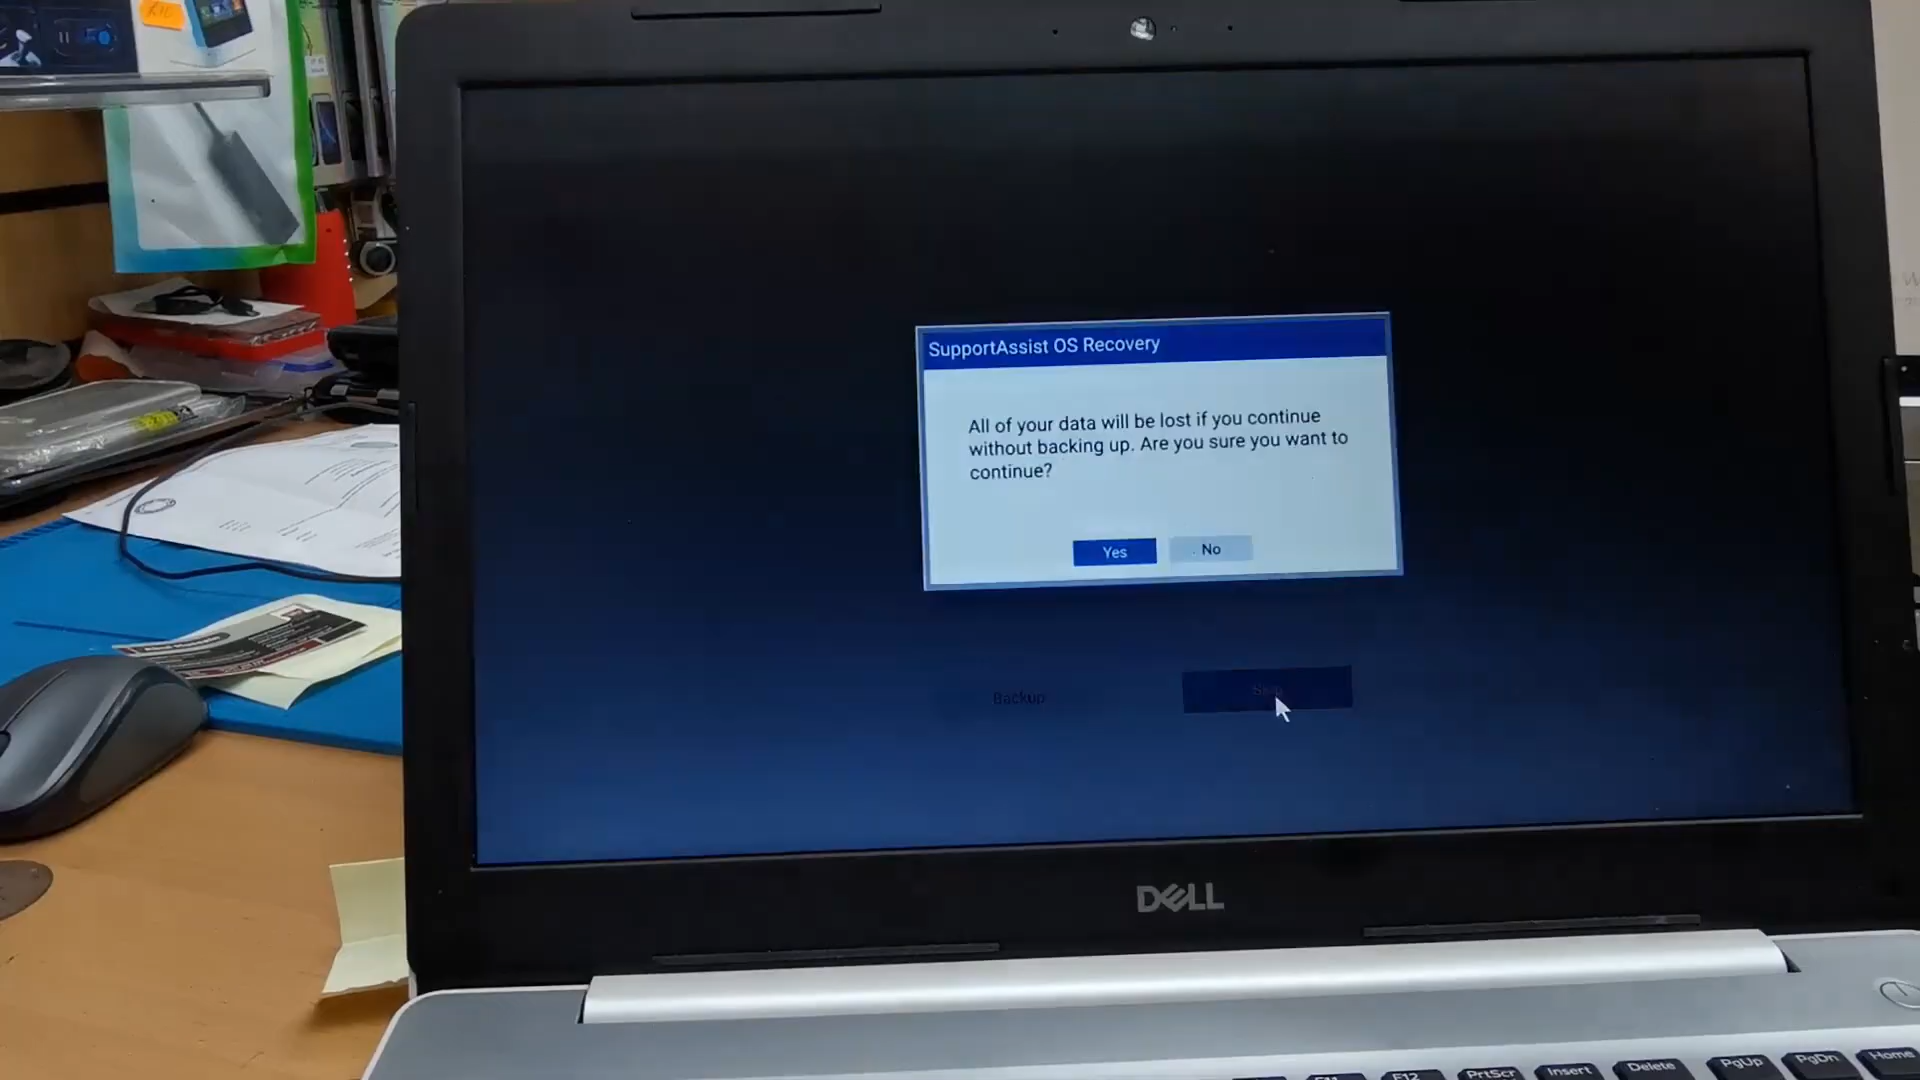 SupportAssist OS Recovery
All of your data will be lost if you continue
without backing up. Are you sure you want to
continue?
Yes
No
Backup
DELL
F12
PrtScr
Insert
Delete
PgUp
PgDn
Home